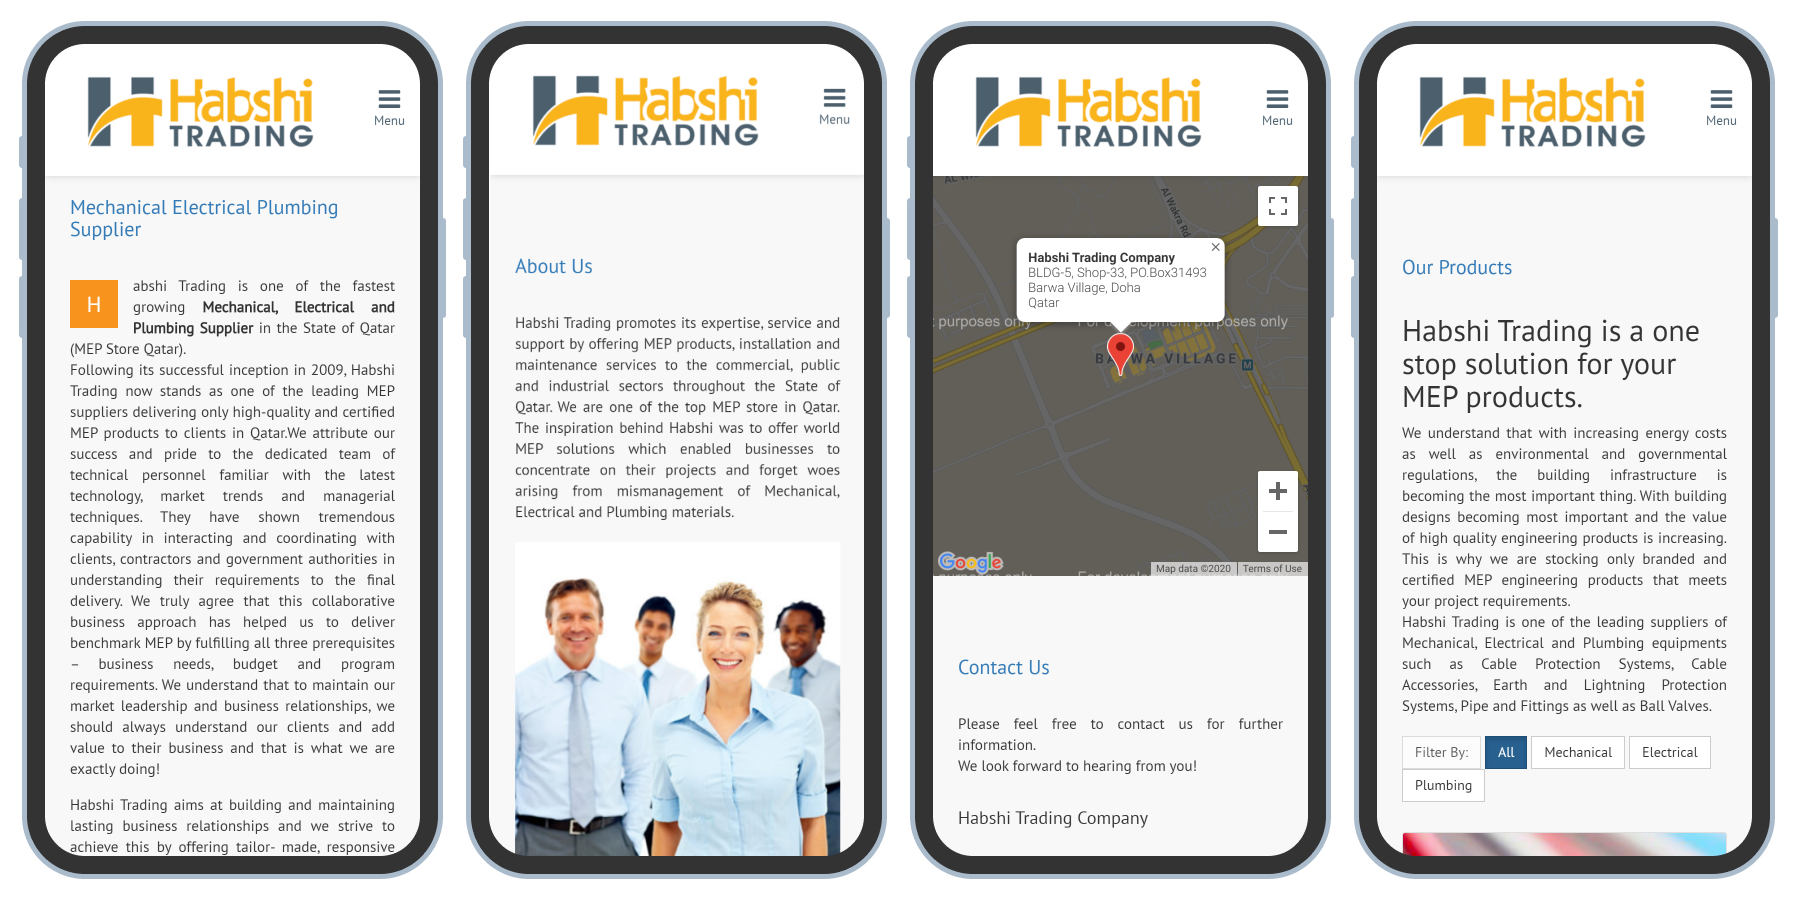 Habshi
TRADING
Menu
Mechanical Electrical Plumbing
Supplier
H
abshi Trading is one of the fastest
growing Mechanical, Electrical and
Plumbing Supplier in the State of Qatar
(MEP Store Qatar).
Following its successful inception in 2009, Habshi
Trading now stands as one of the leading MEP
suppliers delivering only high-quality and certified
MEP products to clients in Qatar.We attribute our
success and pride to the dedicated team of
technical personnel familiar with the latest
technology, market trends and managerial
techniques. They have shown tremendous
capability in interacting and coordinating with
clients, contractors and government authorities in
understanding their requirements to the final
delivery. We truly agree that this collaborative
business approach has helped us to deliver
benchmark MEP by fulfilling all three prerequisites
– business needs, budget and program
requirements. We understand that to maintain our
market leadership and business relationships, we
should always understand our clients and add
value to their business and that is what we are
exactly doing!
Habshi Trading aims at building and maintaining
lasting business relationships and we strive to
achieve this by offering tailor- made, responsive
Habshi
TRADING
Menu
About Us
Habshi Trading promotes its expertise, service and
support by offering MEP products, installation and
maintenance services to the commercial, public
and industrial sectors throughout the State of
Qatar. We are one of the top MEP store in Qatar.
The inspiration behind Habshi was to offer world
MEP solutions which enabled businesses to
concentrate on their projects and forget woes
arising from mismanagement of Mechanical,
Electrical and Plumbing materials.
Habshi
TRADING
Menu
Al Wakra Rd
Habshi Trading Company
BLDG-5, Shop-33, PO.Box31493
Barwa Village, Doha
Qatar
purposes only
purposes only
VILLAGE
M
Google
Map data ©2020
Terms of Use
Contact Us
Please feel free to contact us for further
information.
We look forward to hearing from you!
Habshi Trading Company
Habshi
TRADING
Menu
Our Products
Habshi Trading is a one
stop solution for your
MEP products.
We understand that with increasing energy costs
as well as environmental and governmental
regulations, the building infrastructure is
becoming the most important thing. With building
designs becoming most important and the value
of high quality engineering products is increasing.
This is why we are stocking only branded and
certified MEP engineering products that meets
your project requirements.
Habshi Trading is one of the leading suppliers of
Mechanical, Electrical and Plumbing equipments
such as Cable Protection Systems, Cable
Accessories, Earth and Lightning Protection
Systems, Pipe and Fittings as well as Ball Valves.
Filter By: All Mechanical Electrical
Plumbing